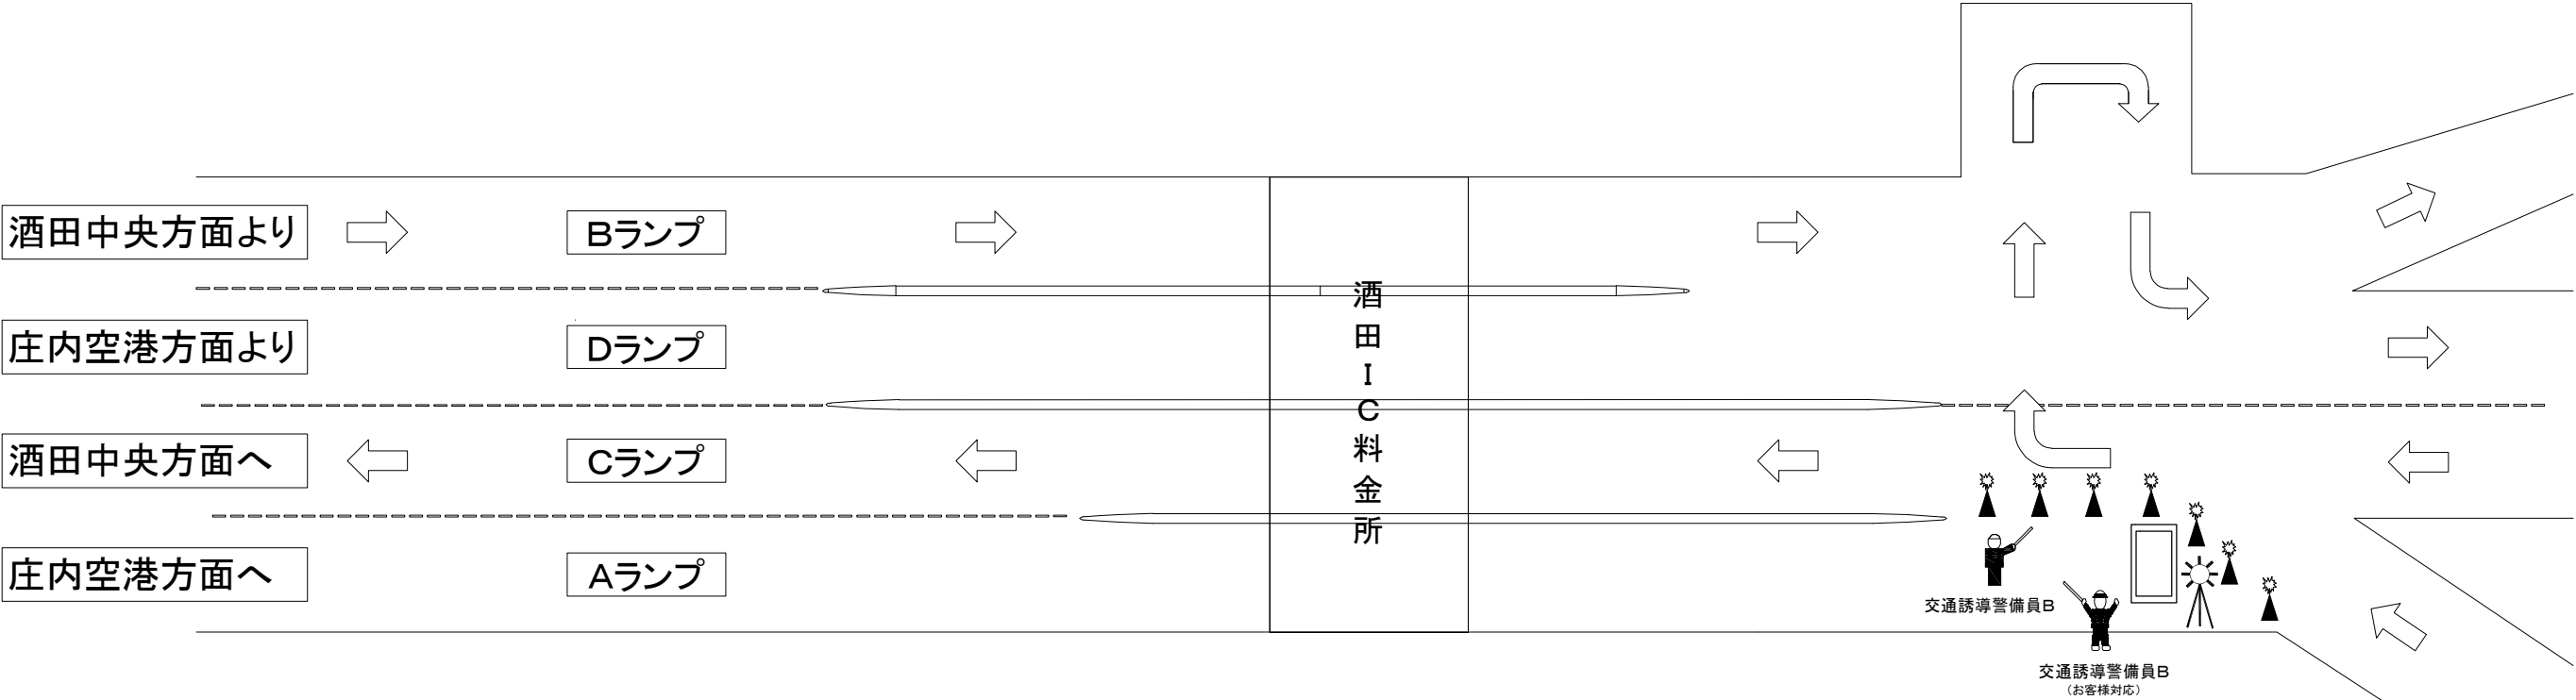 酒田中央方面より
Bランプ
庄内空港方面より
Dランプ
酒田中央方面へ
Cランプ
庄内空港方面へ
Aランプ
酒田IC料金所
交通誘導警備員B
交通誘導警備員B
（お客様対応）